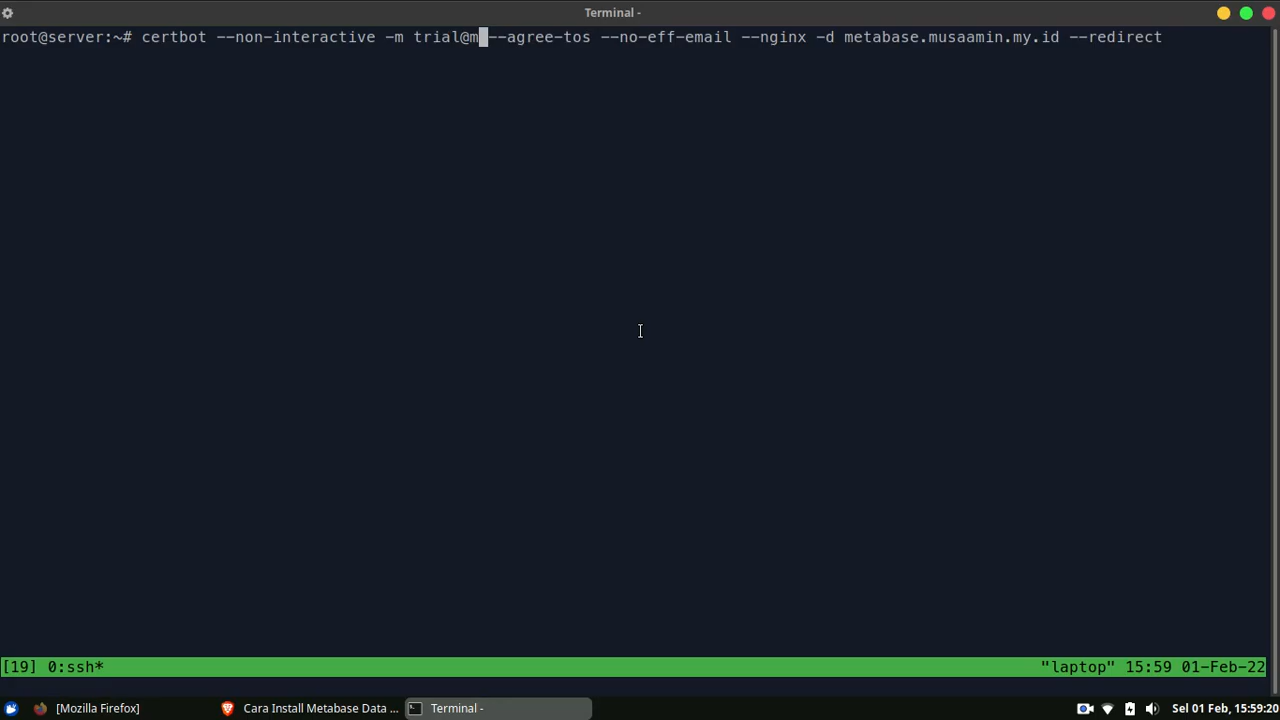 Terminal -
root@server:~# certbot --non-interactive -m trial@m --agree-tos --no-eff-email --nginx -d metabase.musaamin.my.id --redirect
[19] 0:ssh* "laptop" 15:59 01-Feb-22
[Mozilla Firefox] Cara Install Metabase Data ... Terminal - Sel 01 Feb, 15:59:20